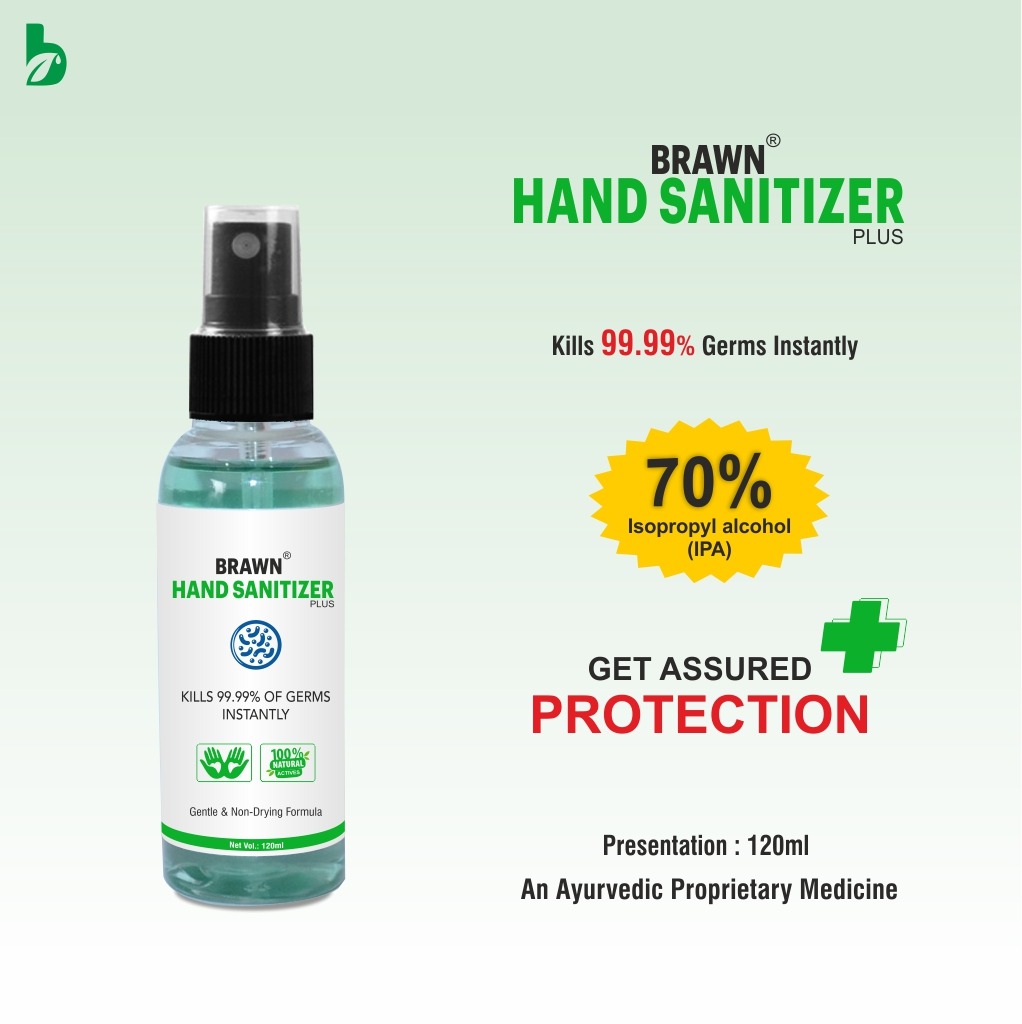 BRAWN®
HAND SANITIZER
PLUS
Kills 99.99% Germs Instantly
70%
Isopropyl alcohol
(IPA)
GET ASSURED
PROTECTION
Presentation : 120ml
An Ayurvedic Proprietary Medicine
BRAWN®
HAND SANITIZER
PLUS
KILLS 99.99% OF GERMS
INSTANTLY
100%
NATURAL
ACTIVES
Gentle & Non-Drying Formula
Net Vol.: 120ml